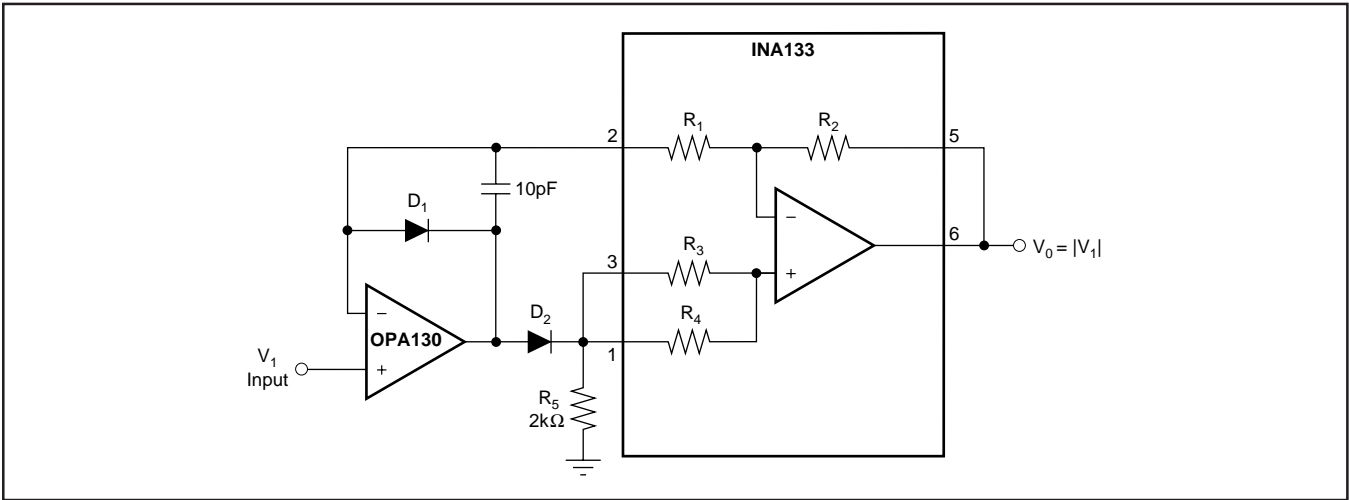 INA133
R1
R2
2
5
10pF
D1
−
6
V0 = |V1|
R3
3
+
R4
D2
−
OPA130
1
V1
Input
+
R5
2kΩ